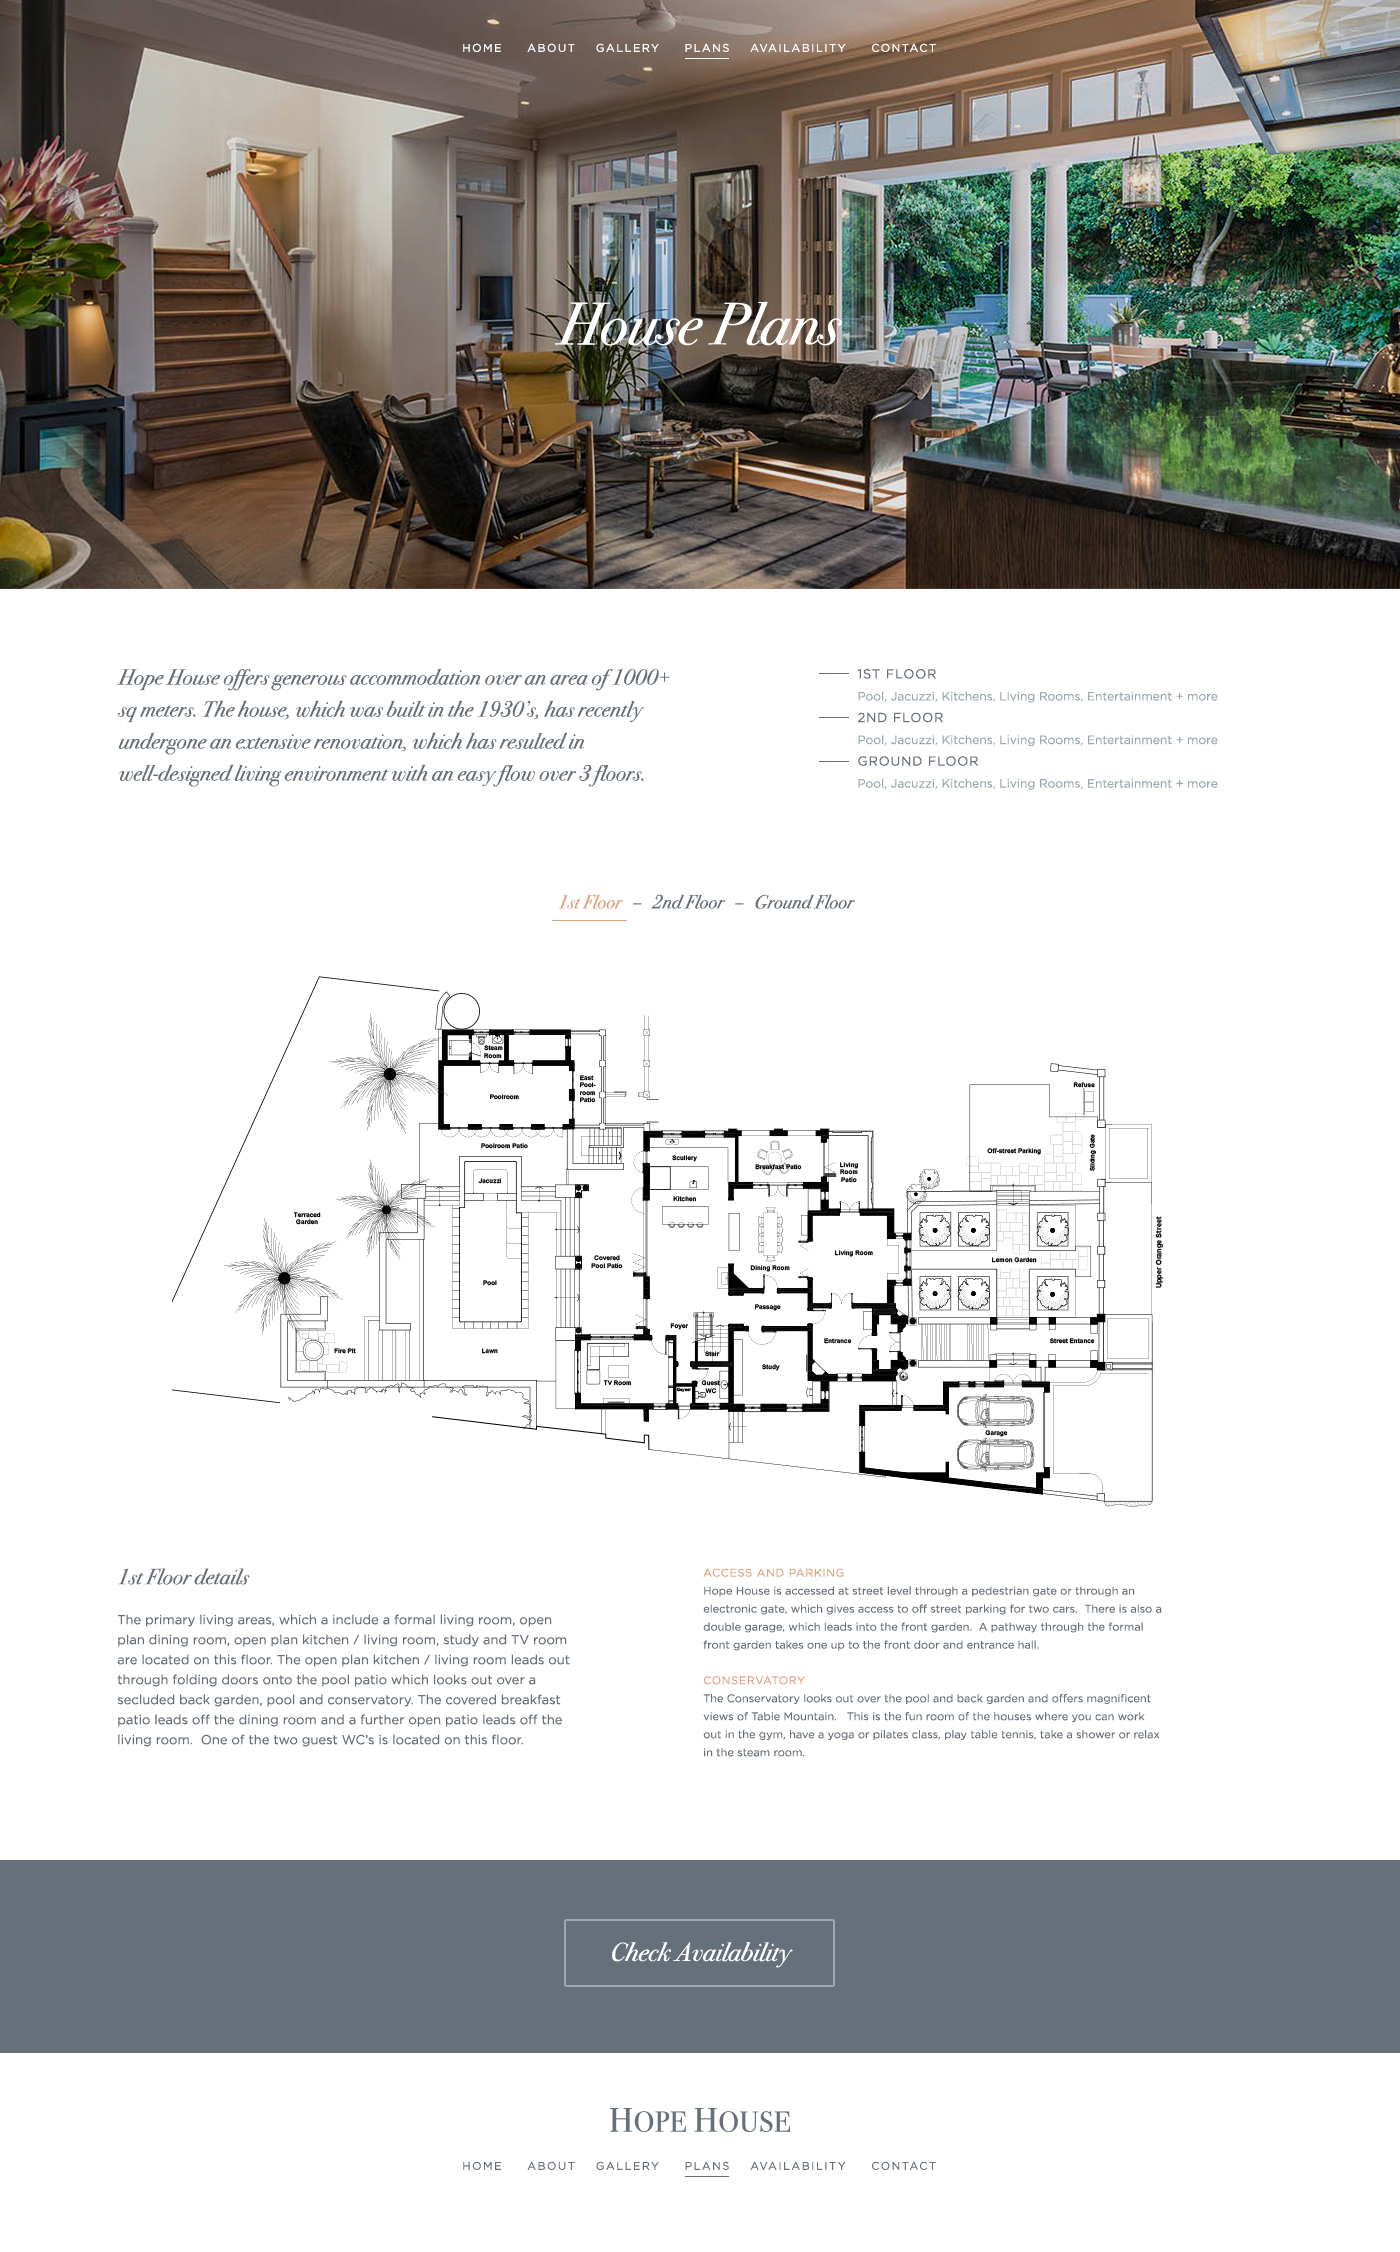 HOME ABOUT GALLERY PLANS AVAILABILITY CONTACT
House Plans
Hope House offers generous accommodation over an area of 1000+
sq meters. The house, which was built in the 1930's, has recently
undergone an extensive renovation, which has resulted in
well-designed living environment with an easy flow over 3 floors.
1ST FLOOR
Pool, Jacuzzi, Kitchens, Living Rooms, Entertainment + more
2ND FLOOR
Pool, Jacuzzi, Kitchens, Living Rooms, Entertainment + more
GROUND FLOOR
Pool, Jacuzzi, Kitchens, Living Rooms, Entertainment + more
1st Floor – 2nd Floor – Ground Floor
Steam
Room
East
Pool-
room
Patio
Poolroom
Poolroom Patio
Jacuzzi
Terraced
Garden
Pool
Covered
Pool Patio
Fire Pit
Lawn
Scullery
Kitchen
Breakfast Patio
Living
Room
Patio
Dining Room
Living Room
Passage
Foyer
Stair
Entrance
TV Room
Geyser
Guest
WC
Study
Refuse
Off-street Parking
Sliding Gate
Lemon Garden
Upper Orange Street
Street Entance
Garage
1st Floor details
The primary living areas, which a include a formal living room, open
plan dining room, open plan kitchen / living room, study and TV room
are located on this floor. The open plan kitchen / living room leads out
through folding doors onto the pool patio which looks out over a
secluded back garden, pool and conservatory. The covered breakfast
patio leads off the dining room and a further open patio leads off the
living room. One of the two guest WC's is located on this floor.
ACCESS AND PARKING
Hope House is accessed at street level through a pedestrian gate or through an
electronic gate, which gives access to off street parking for two cars. There is also a
double garage, which leads into the front garden. A pathway through the formal
front garden takes one up to the front door and entrance hall.
CONSERVATORY
The Conservatory looks out over the pool and back garden and offers magnificent
views of Table Mountain. This is the fun room of the houses where you can work
out in the gym, have a yoga or pilates class, play table tennis, take a shower or relax
in the steam room.
Check Availability
HOPE HOUSE
HOME ABOUT GALLERY PLANS AVAILABILITY CONTACT